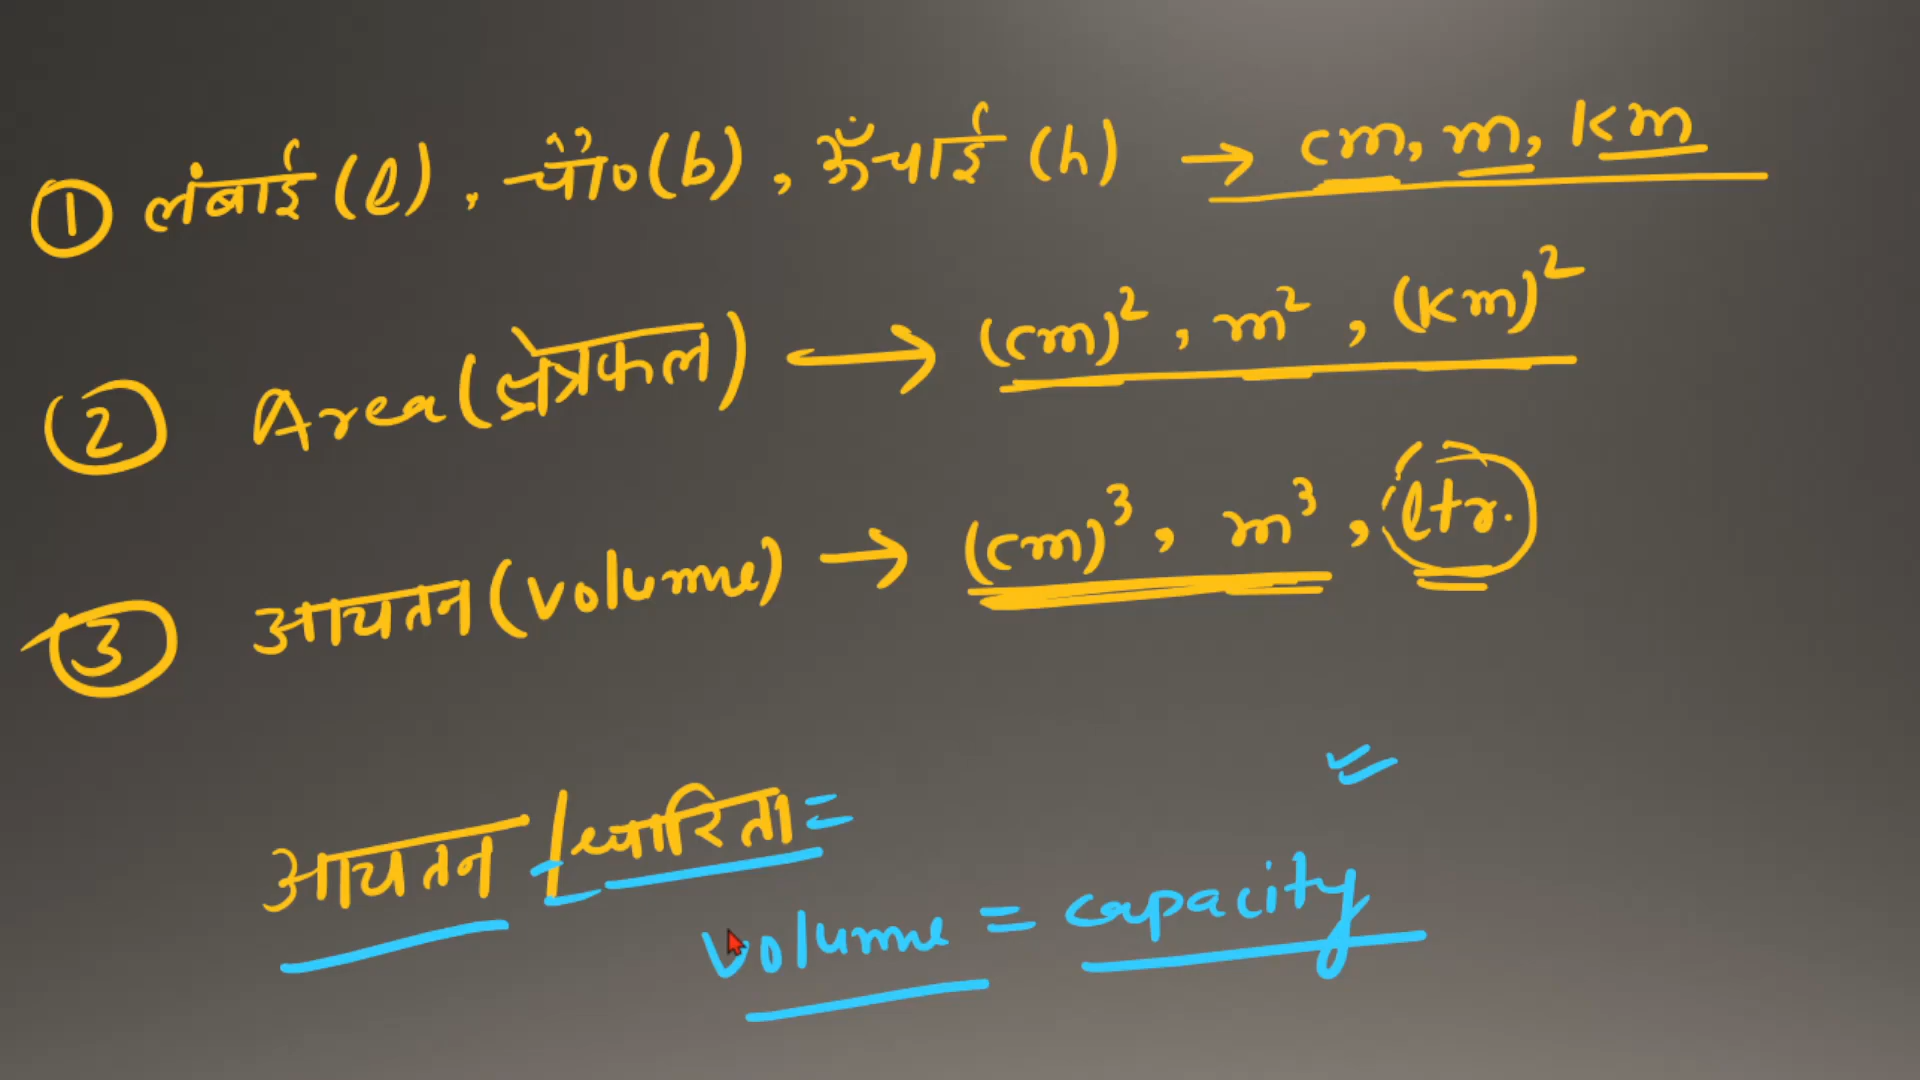 ① लंबाई (l), चौ० (b), ऊँचाई (h) → cm, m, km
② Area (क्षेत्रफल) → (cm)², m², (km)²
③ आयतन (volume) → (cm)³, m³, ltr.
आयतन / धारिता =
volume = capacity